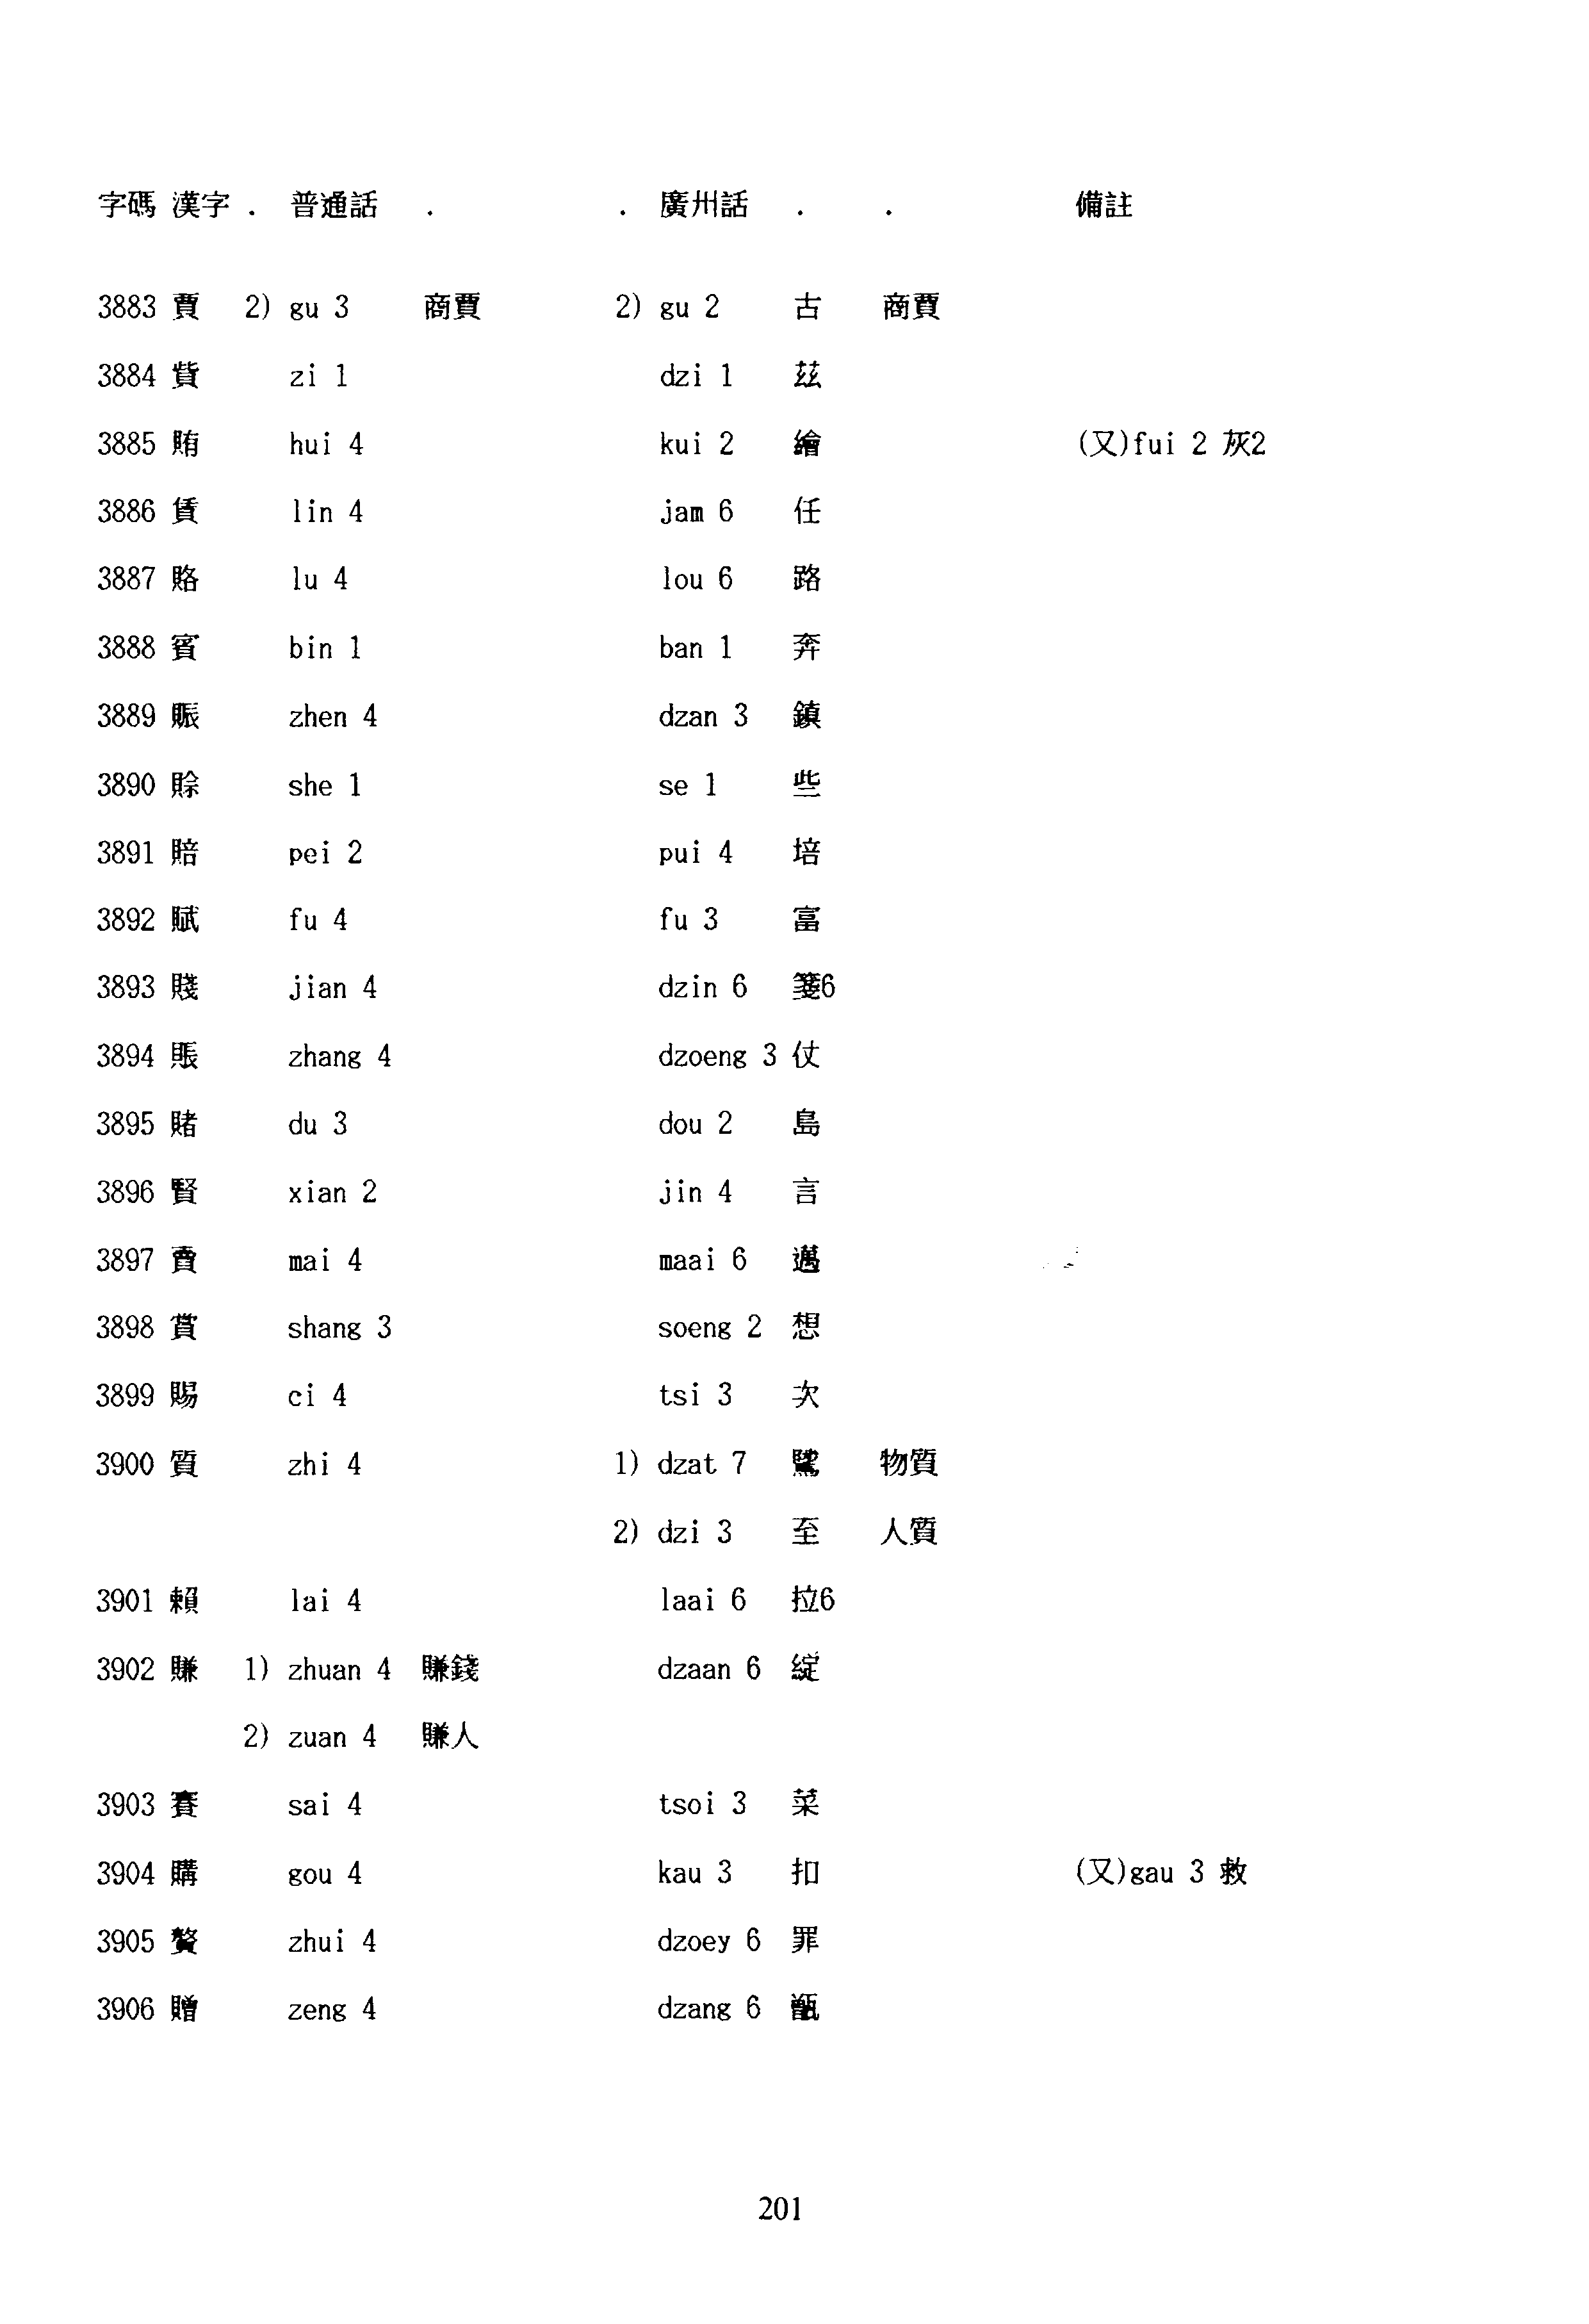 字碼 漢字 . 普通話 . . 廣州話 . . 備註
3883 賈 2) gu 3 商賈 2) gu 2 古 商賈
3884 貲 zi 1 dzi 1 茲
3885 賄 hui 4 kui 2 繪 (又)fui 2 灰2
3886 賃 lin 4 jam 6 任
3887 賂 lu 4 lou 6 路
3888 賓 bin 1 ban 1 奔
3889 賑 zhen 4 dzan 3 鎮
3890 賒 she 1 se 1 些
3891 賠 pei 2 pui 4 培
3892 賦 fu 4 fu 3 富
3893 賤 jian 4 dzin 6 箋6
3894 賬 zhang 4 dzoeng 3 仗
3895 賭 du 3 dou 2 島
3896 賢 xian 2 jin 4 言
3897 賣 mai 4 maai 6 邁
3898 賞 shang 3 soeng 2 想
3899 賜 ci 4 tsi 3 次
3900 質 zhi 4 1) dzat 7 騭 物質
2) dzi 3 至 人質
3901 賴 lai 4 laai 6 拉6
3902 賺 1) zhuan 4 賺錢 dzaan 6 綻
2) zuan 4 賺人
3903 賽 sai 4 tsoi 3 菜
3904 購 gou 4 kau 3 扣 (又)gau 3 救
3905 贅 zhui 4 dzoey 6 罪
3906 贈 zeng 4 dzang 6 甑
201